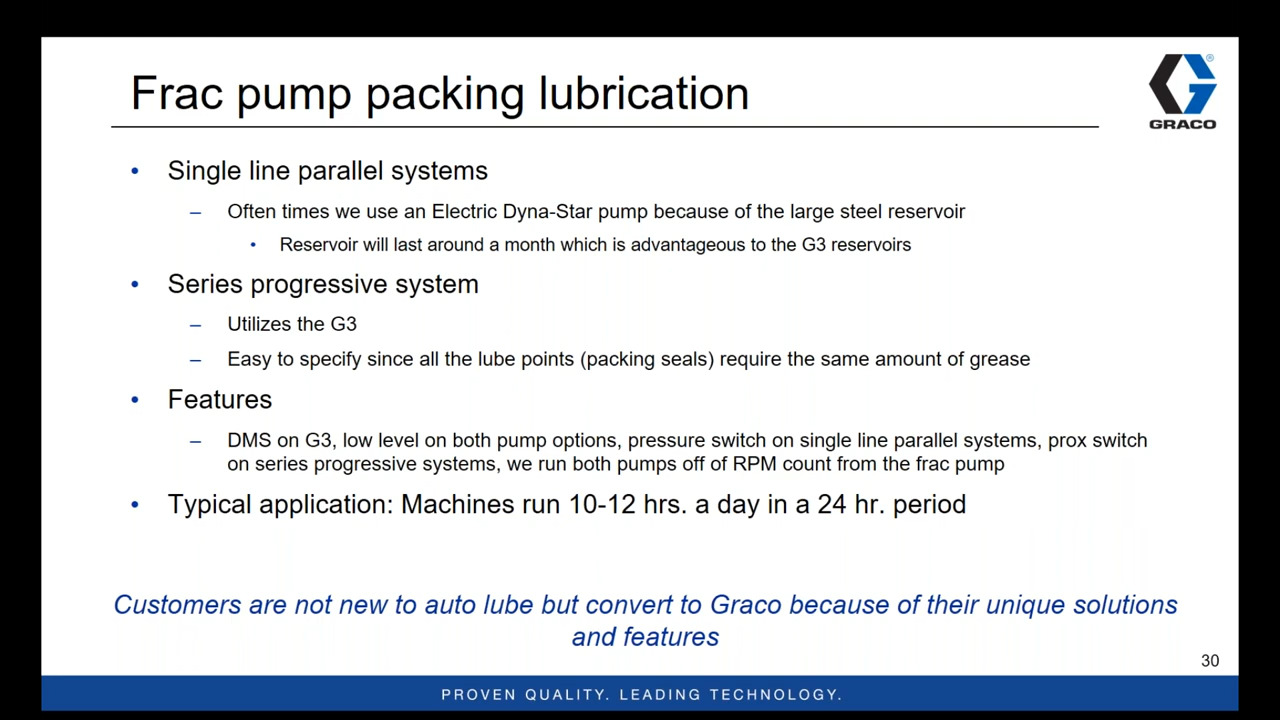 Frac pump packing lubrication
®
GRACO
• Single line parallel systems
– Often times we use an Electric Dyna-Star pump because of the large steel reservoir
• Reservoir will last around a month which is advantageous to the G3 reservoirs
• Series progressive system
– Utilizes the G3
– Easy to specify since all the lube points (packing seals) require the same amount of grease
• Features
– DMS on G3, low level on both pump options, pressure switch on single line parallel systems, prox switch
on series progressive systems, we run both pumps off of RPM count from the frac pump
• Typical application: Machines run 10-12 hrs. a day in a 24 hr. period
Customers are not new to auto lube but convert to Graco because of their unique solutions
and features
30
PROVEN QUALITY. LEADING TECHNOLOGY.